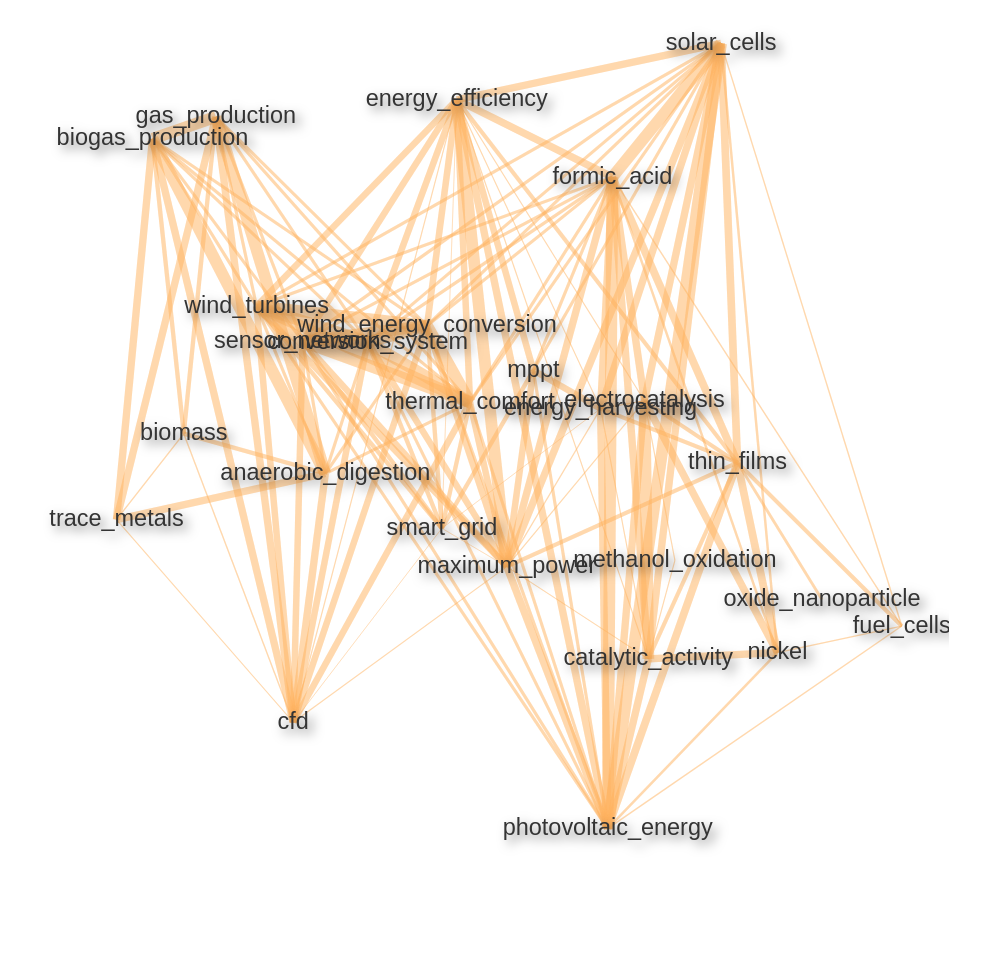 solar_cells
energy_efficiency
gas_production
biogas_production
formic_acid
wind_turbines
wind_energy_conversion
sensor_networks
conversion_system
mppt
thermal_comfort
electrocatalysis
energy_harvesting
biomass
thin_films
anaerobic_digestion
trace_metals
smart_grid
maximum_power
methanol_oxidation
oxide_nanoparticle
fuel_cells
nickel
catalytic_activity
cfd
photovoltaic_energy